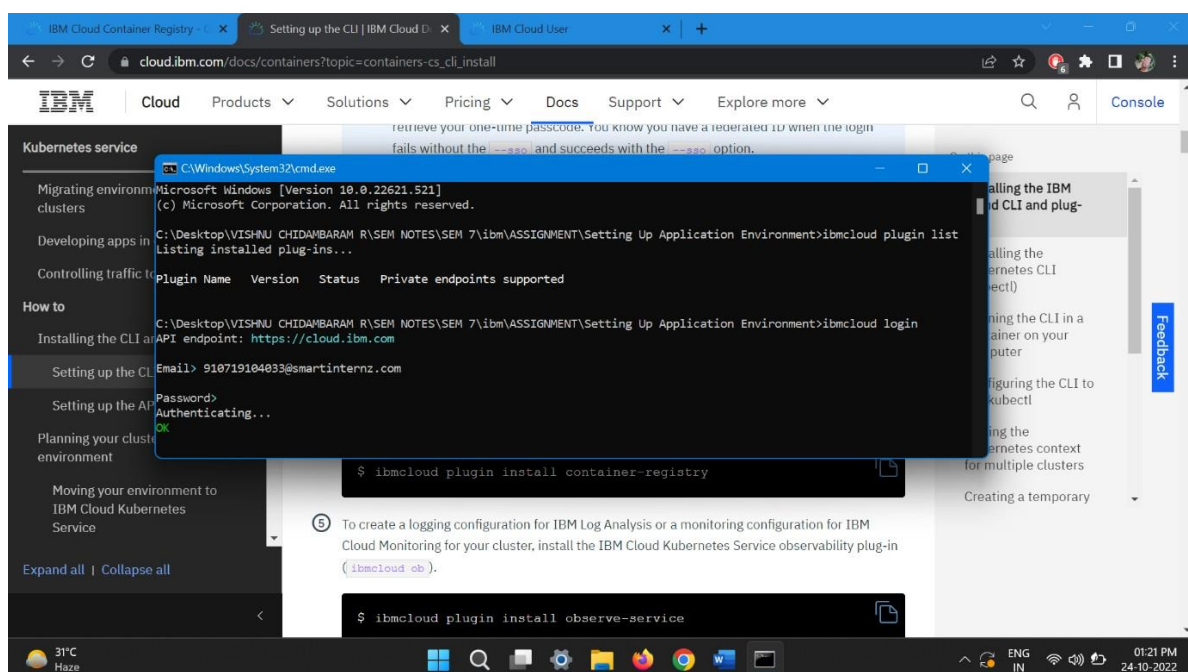 IBM Cloud Container Registry - C
Setting up the CLI | IBM Cloud D
IBM Cloud User
cloud.ibm.com/docs/containers?topic=containers-cs_cli_install
6
IBM
Cloud
Products
Solutions
Pricing
Docs
Support
Explore more
Console
Kubernetes service
Migrating environm
clusters
Developing apps in
Controlling traffic to
How to
Installing the CLI an
Setting up the CL
Setting up the AP
Planning your cluste
environment
Moving your environment to
IBM Cloud Kubernetes
Service
Expand all | Collapse all
retrieve your one-time passcode. You know you have a federated ID when the login
fails without the --sso and succeeds with the --sso option.
C:\Windows\System32\cmd.exe
Microsoft Windows [Version 10.0.22621.521]
(c) Microsoft Corporation. All rights reserved.
C:\Desktop\VISHNU CHIDAMBARAM R\SEM NOTES\SEM 7\ibm\ASSIGNMENT\Setting Up Application Environment>ibmcloud plugin list
Listing installed plug-ins...
Plugin Name Version Status Private endpoints supported
C:\Desktop\VISHNU CHIDAMBARAM R\SEM NOTES\SEM 7\ibm\ASSIGNMENT\Setting Up Application Environment>ibmcloud login
API endpoint: https://cloud.ibm.com
Email> 910719104033@smartinternz.com
Password>
Authenticating...
OK
$ ibmcloud plugin install container-registry
5 To create a logging configuration for IBM Log Analysis or a monitoring configuration for IBM
Cloud Monitoring for your cluster, install the IBM Cloud Kubernetes Service observability plug-in
( ibmcloud ob ).
$ ibmcloud plugin install observe-service
page
alling the IBM
d CLI and plug-
alling the
ernetes CLI
ectl)
ning the CLI in a
ainer on your
puter
figuring the CLI to
kubectl
ing the
ernetes context
for multiple clusters
Creating a temporary
Feedback
31°C
Haze
ENG
IN
01:21 PM
24-10-2022